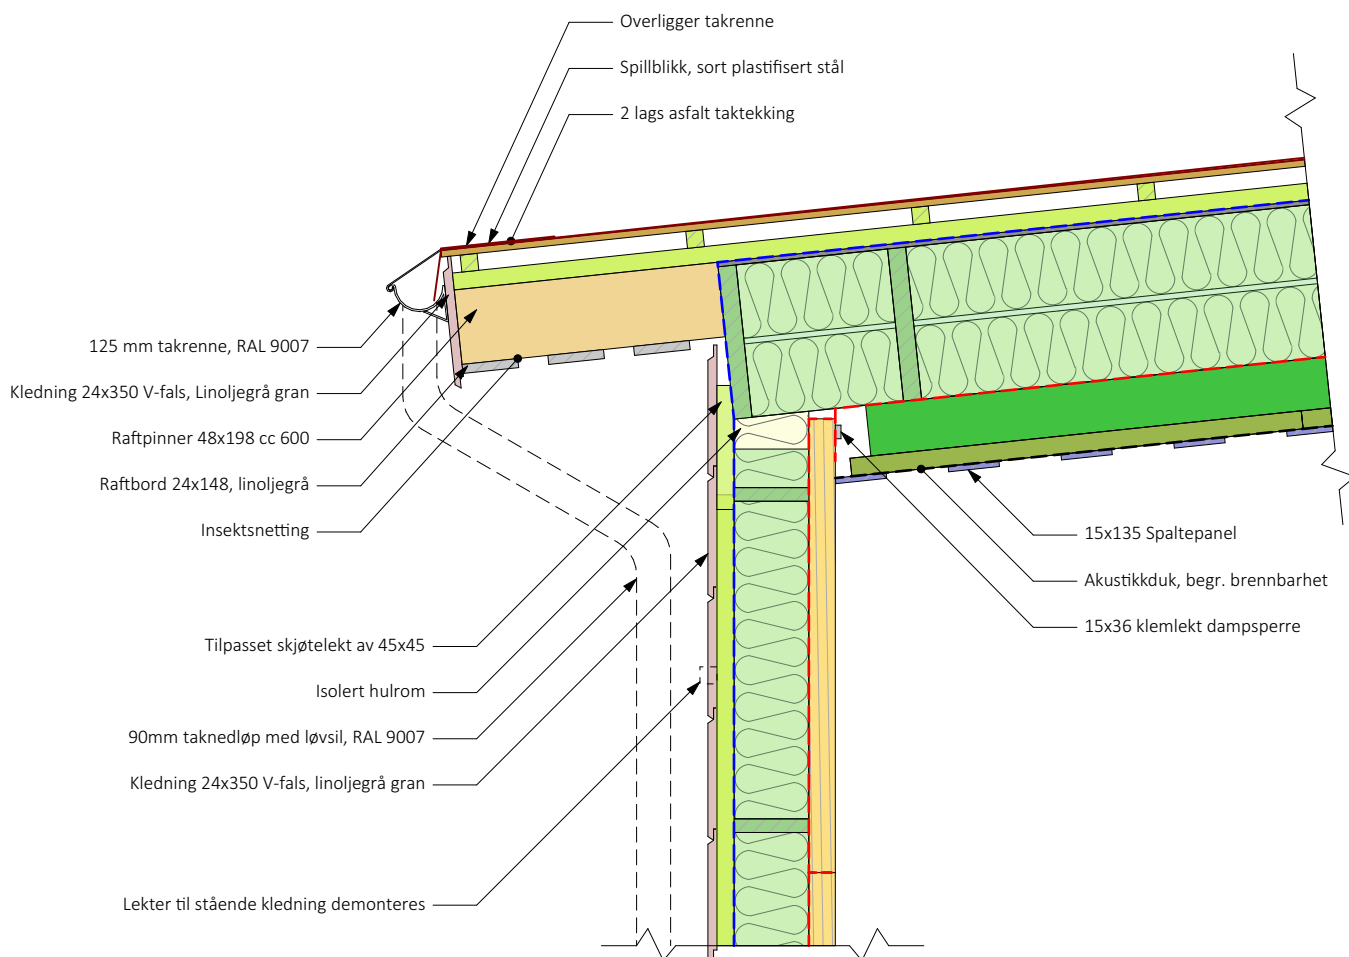 Overligger takrenne
Spillblikk, sort plastifisert stål
2 lags asfalt taktekking
125 mm takrenne, RAL 9007
Kledning 24x350 V-fals, Linoljegrå gran
Raftpinner 48x198 cc 600
Raftbord 24x148, linoljegrå
Insektsnetting
15x135 Spaltepanel
Akustikkduk, begr. brennbarhet
15x36 klemlekt dampsperre
Tilpasset skjøtelekt av 45x45
Isolert hulrom
90mm taknedløp med løvsil, RAL 9007
Kledning 24x350 V-fals, linoljegrå gran
Lekter til stående kledning demonteres